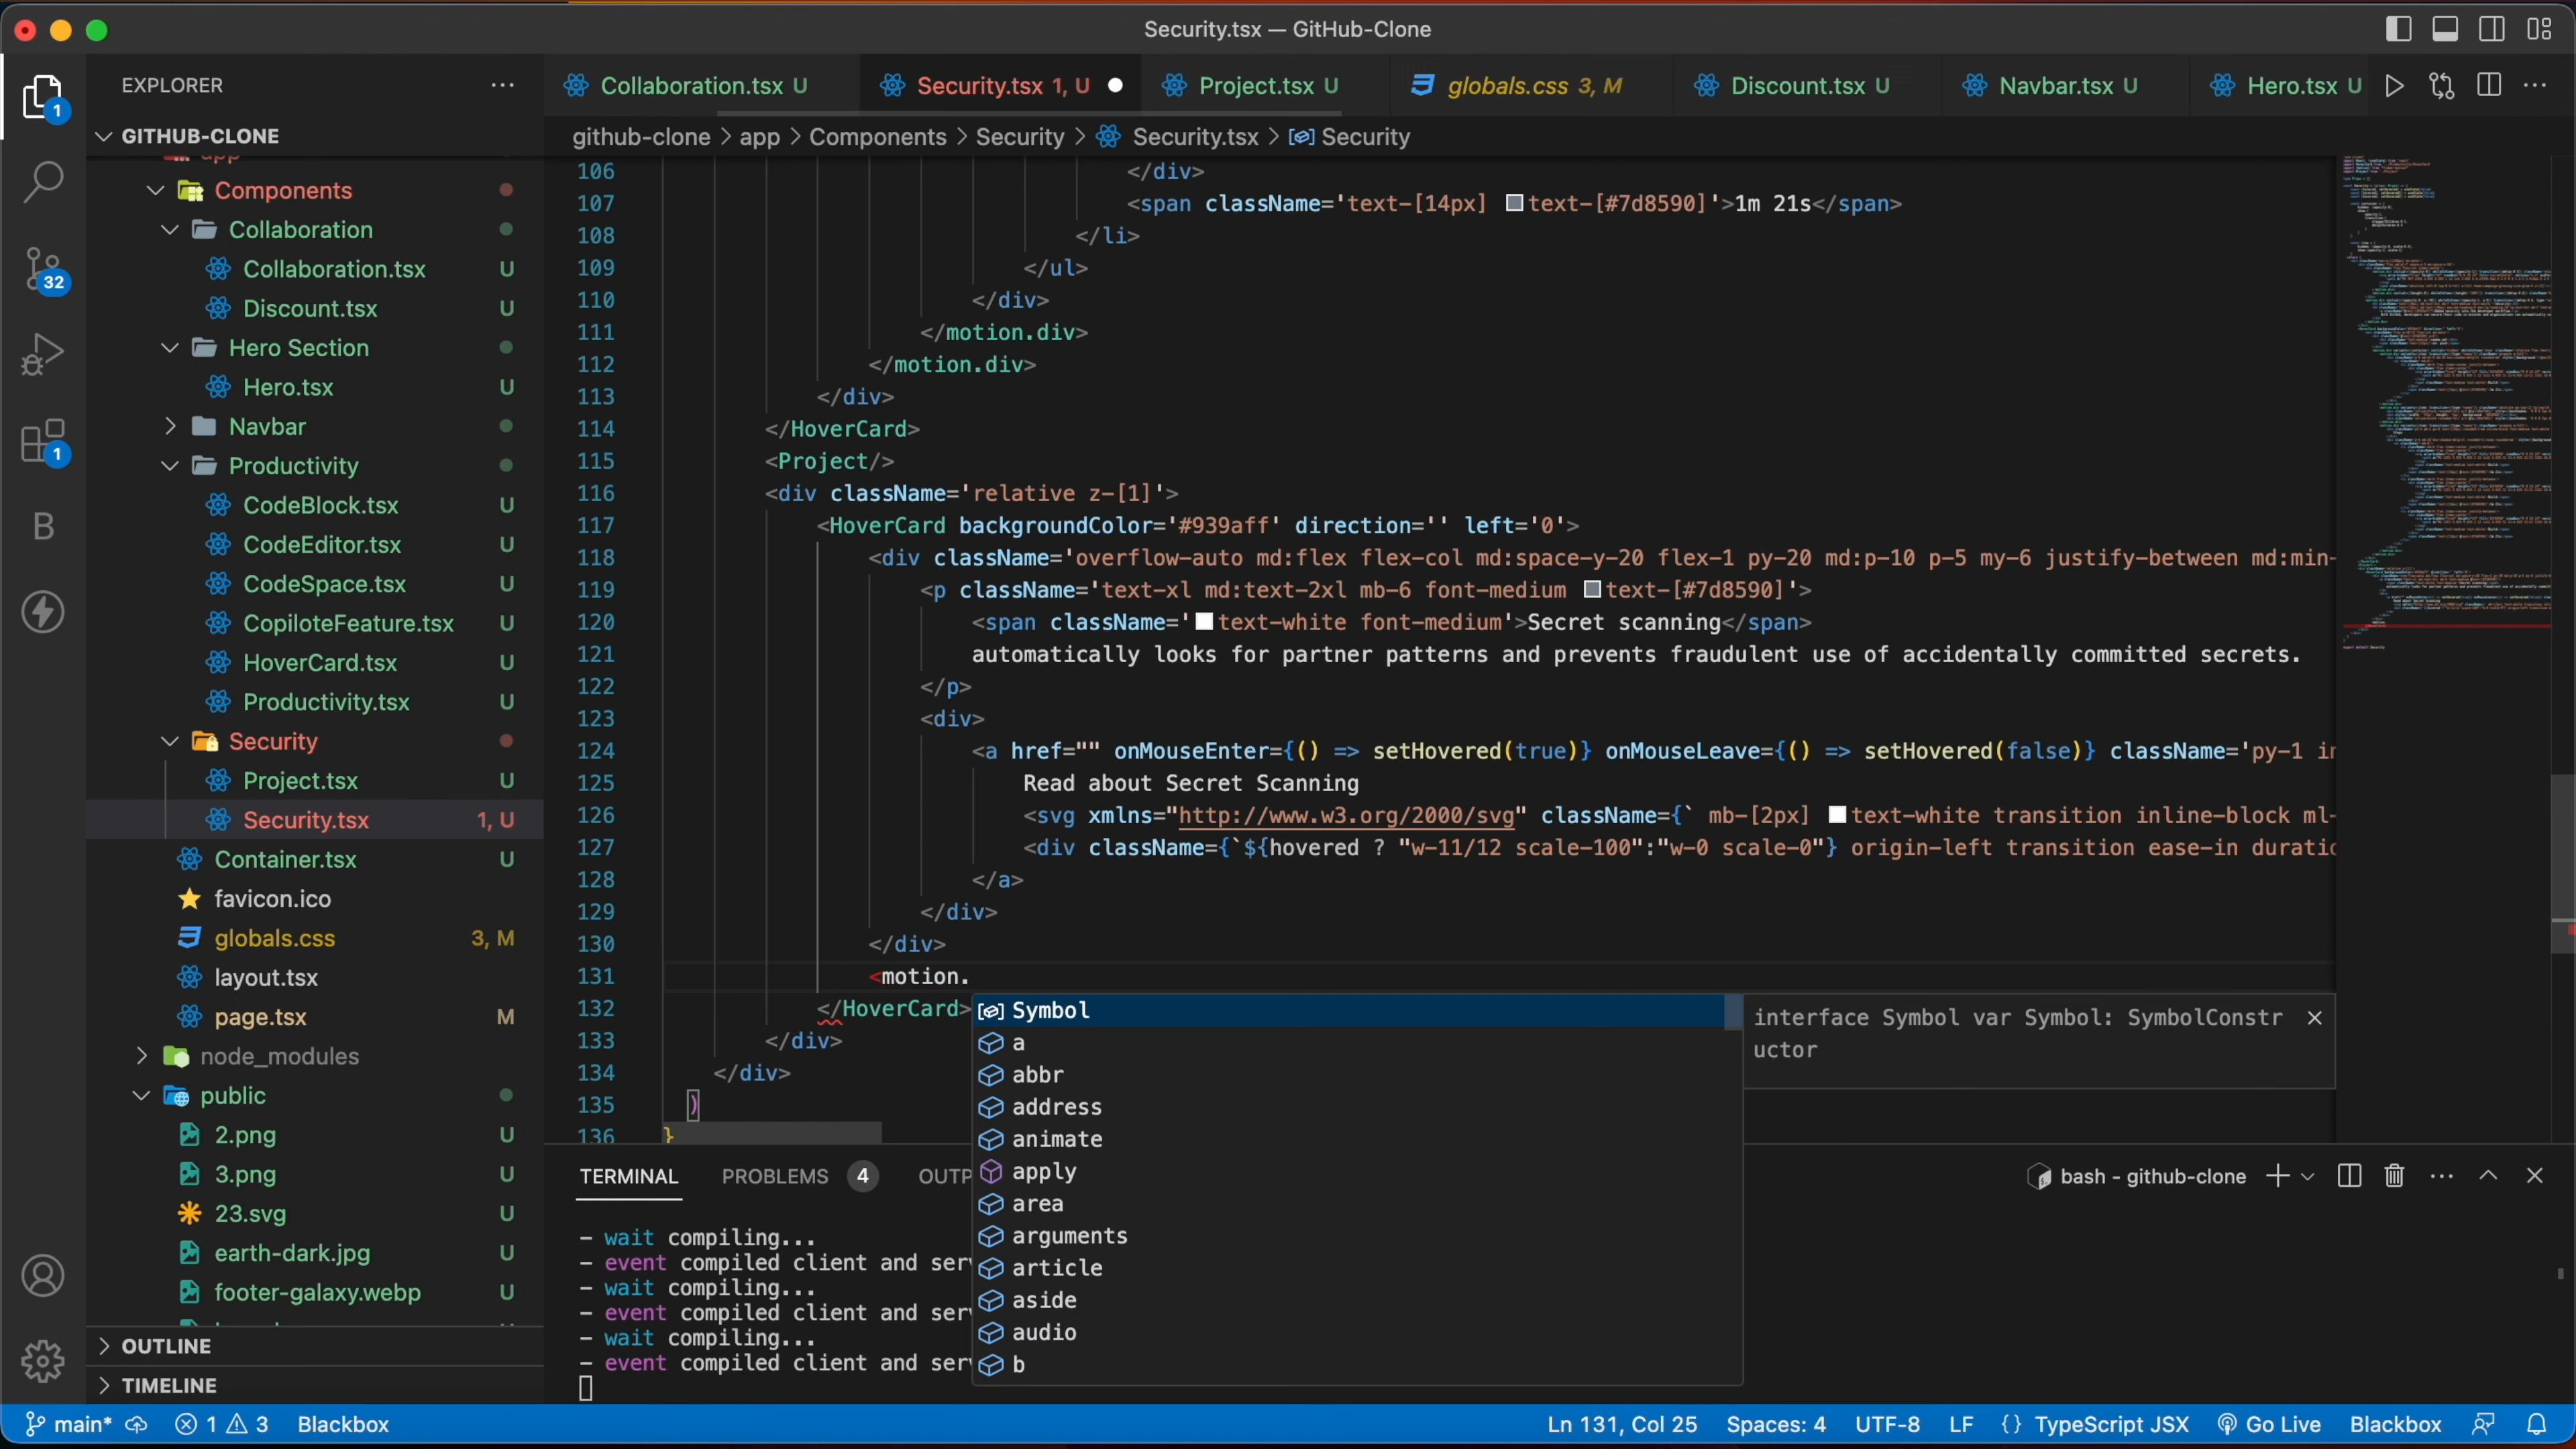 Security.tsx — GitHub-Clone
EXPLORER
Collaboration.tsx U
Security.tsx 1, U
Project.tsx U
globals.css 3, M
Discount.tsx U
Navbar.tsx U
Hero.tsx U
GITHUB-CLONE
github-clone > app > Components > Security > Security.tsx > Security
app
Components
Collaboration
Collaboration.tsx U
Discount.tsx U
Hero Section
Hero.tsx U
Navbar
Productivity
CodeBlock.tsx U
CodeEditor.tsx U
CodeSpace.tsx U
CopiloteFeature.tsx U
HoverCard.tsx U
Productivity.tsx U
Security
Project.tsx U
Security.tsx 1, U
Container.tsx U
favicon.ico
globals.css 3, M
layout.tsx
page.tsx M
node_modules
public
2.png U
3.png U
23.svg U
earth-dark.jpg U
footer-galaxy.webp U
OUTLINE
TIMELINE
1
32
1
B
106 </div>
107 <span className='text-[14px] text-[#7d8590]'>1m 21s</span>
108 </li>
109 </ul>
110 </div>
111 </motion.div>
112 </motion.div>
113 </div>
114 </HoverCard>
115 <Project/>
116 <div className='relative z-[1]'>
117 <HoverCard backgroundColor='#939aff' direction='' left='0'>
118 <div className='overflow-auto md:flex flex-col md:space-y-20 flex-1 py-20 md:p-10 p-5 my-6 justify-between md:min-
119 <p className='text-xl md:text-2xl mb-6 font-medium text-[#7d8590]'>
120 <span className='text-white font-medium'>Secret scanning</span>
121 automatically looks for partner patterns and prevents fraudulent use of accidentally committed secrets.
122 </p>
123 <div>
124 <a href="" onMouseEnter={() => setHovered(true)} onMouseLeave={() => setHovered(false)} className='py-1 in
125 Read about Secret Scanning
126 <svg xmlns="http://www.w3.org/2000/svg" className={` mb-[2px] text-white transition inline-block ml-
127 <div className={`${hovered ? "w-11/12 scale-100":"w-0 scale-0"} origin-left transition ease-in duratio
128 </a>
129 </div>
130 </div>
131 <motion.
132 </HoverCard>
133 </div>
134 </div>
135 )
136 }
Symbol
a
abbr
address
animate
apply
area
arguments
article
aside
audio
b
interface Symbol var Symbol: SymbolConstr
uctor
TERMINAL PROBLEMS 4 OUTP
bash - github-clone
- wait compiling...
- event compiled client and serv
- wait compiling...
- event compiled client and serv
- wait compiling...
- event compiled client and serv
main* 1 3 Blackbox
Ln 131, Col 25 Spaces: 4 UTF-8 LF {} TypeScript JSX Go Live Blackbox